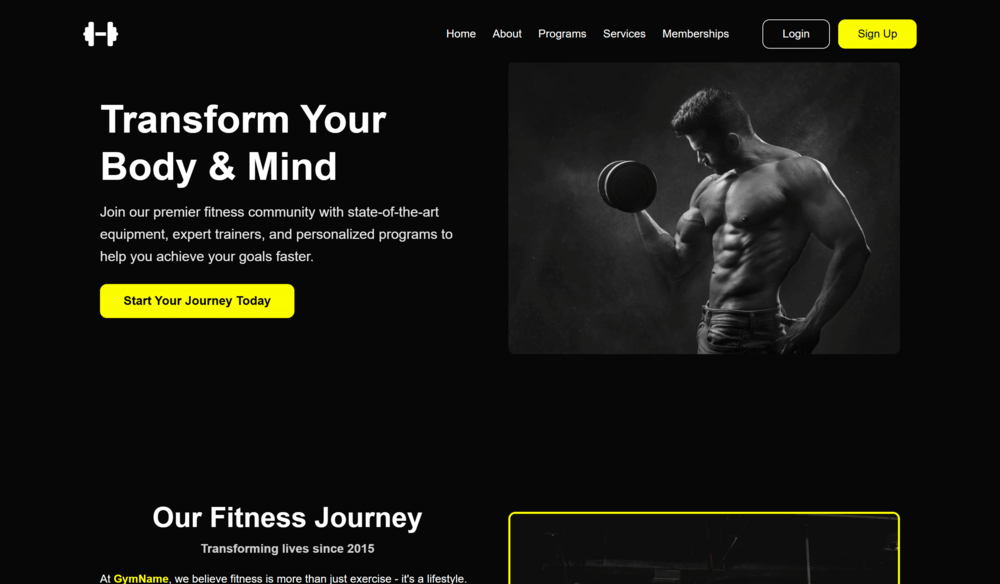 Home About Programs Services Memberships Login Sign Up
Transform Your
Body & Mind
Join our premier fitness community with state-of-the-art
equipment, expert trainers, and personalized programs to
help you achieve your goals faster.
Start Your Journey Today
Our Fitness Journey
Transforming lives since 2015
At GymName, we believe fitness is more than just exercise - it's a lifestyle.